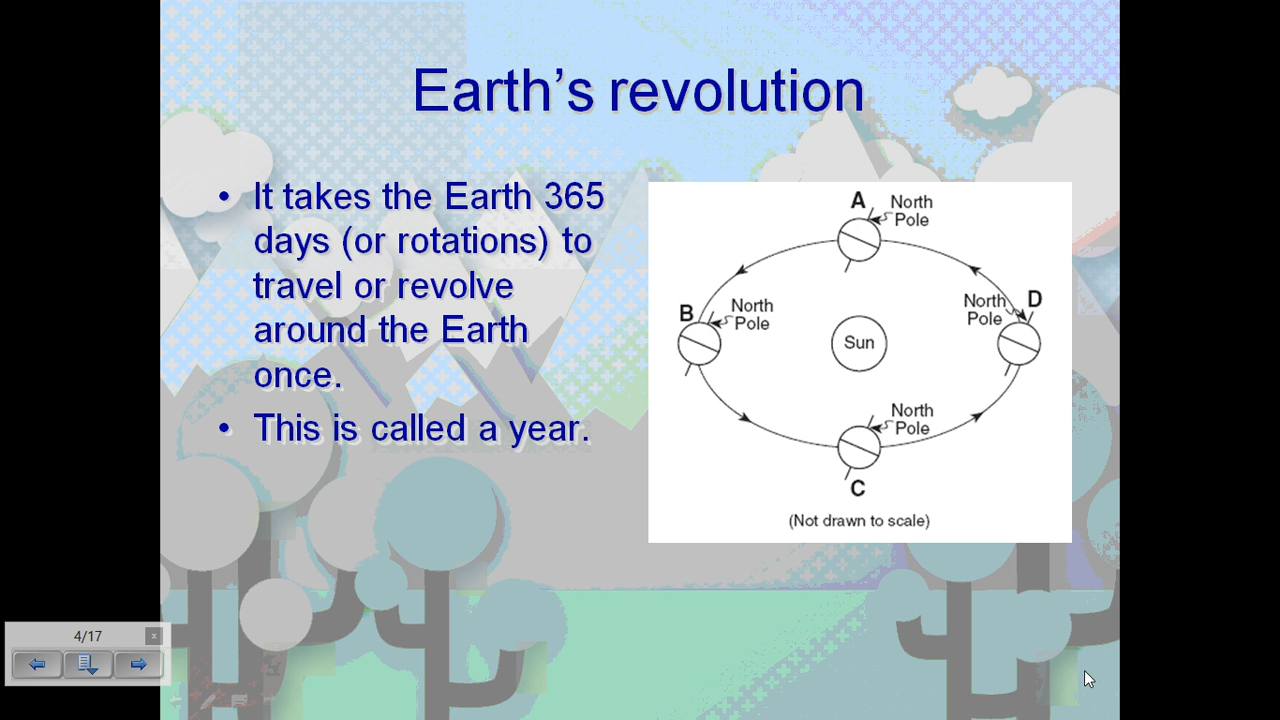 Earth's revolution
• It takes the Earth 365
days (or rotations) to
travel or revolve
around the Earth
once.
• This is called a year.
A
North
Pole
B
North
Pole
North
Pole
D
Sun
North
Pole
C
(Not drawn to scale)
4/17
x